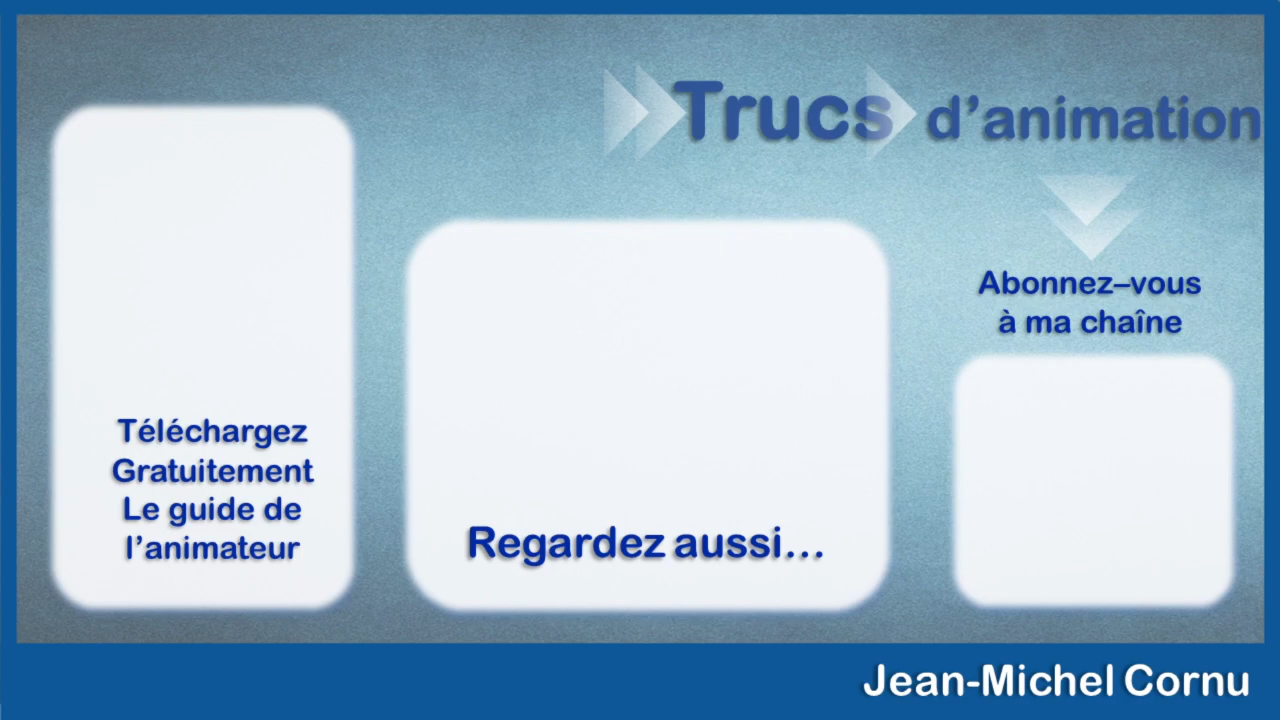 Trucs d’animation
Abonnez–vous
à ma chaîne
Téléchargez
Gratuitement
Le guide de
l’animateur
Regardez aussi…
Jean-Michel Cornu